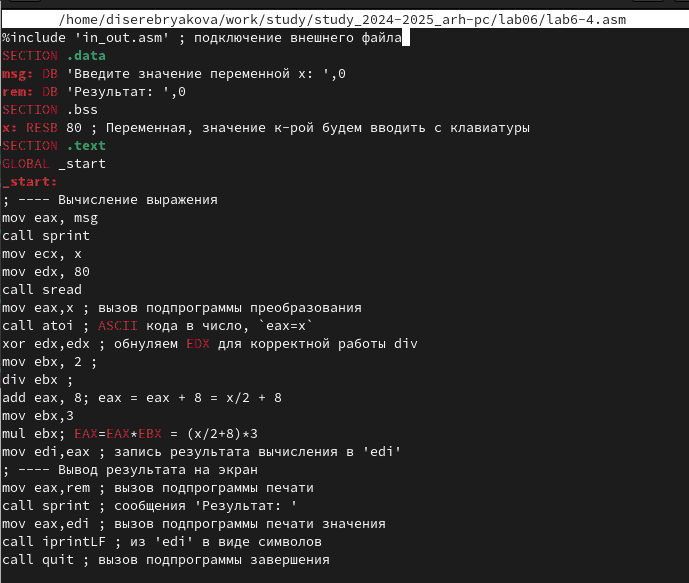 /home/diserebryakova/work/study/study_2024-2025_arh-pc/lab06/lab6-4.asm
%include 'in_out.asm' ; подключение внешнего файла
SECTION .data
msg: DB 'Введите значение переменной x: ',0
rem: DB 'Результат: ',0
SECTION .bss
x: RESB 80 ; Переменная, значение к-рой будем вводить с клавиатуры
SECTION .text
GLOBAL _start
_start:
; ---- Вычисление выражения
mov eax, msg
call sprint
mov ecx, x
mov edx, 80
call sread
mov eax,x ; вызов подпрограммы преобразования
call atoi ; ASCII кода в число, `eax=x`
xor edx,edx ; обнуляем EDX для корректной работы div
mov ebx, 2 ;
div ebx ;
add eax, 8; eax = eax + 8 = x/2 + 8
mov ebx,3
mul ebx; EAX=EAX*EBX = (x/2+8)*3
mov edi,eax ; запись результата вычисления в 'edi'
; ---- Вывод результата на экран
mov eax,rem ; вызов подпрограммы печати
call sprint ; сообщения 'Результат: '
mov eax,edi ; вызов подпрограммы печати значения
call iprintLF ; из 'edi' в виде символов
call quit ; вызов подпрограммы завершения